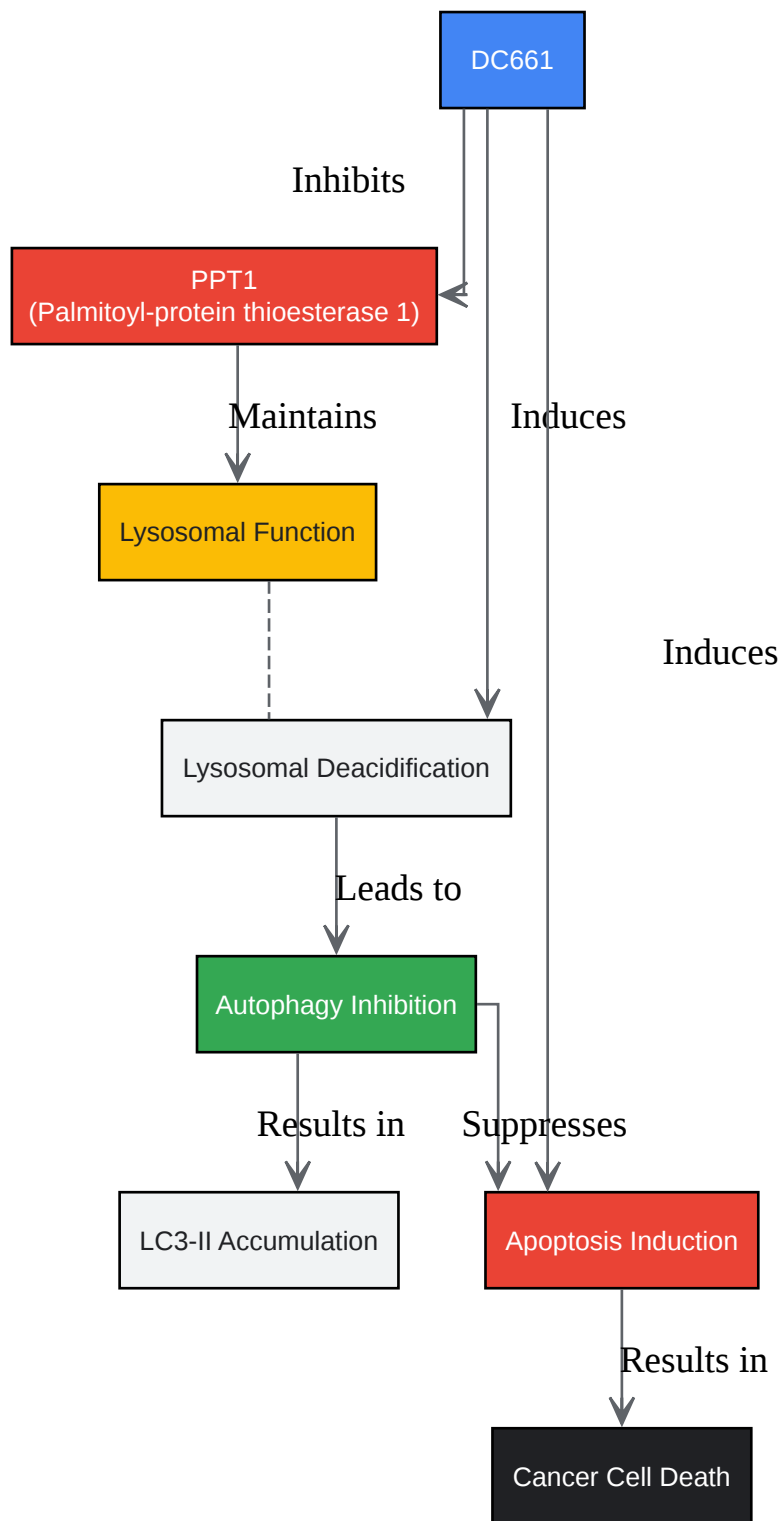 DC661
Inhibits
PPT1
(Palmitoyl-protein thioesterase 1)
Maintains
Induces
Lysosomal Function
Induces
Lysosomal Deacidification
Leads to
Autophagy Inhibition
Results in
Suppresses
LC3-II Accumulation
Apoptosis Induction
Results in
Cancer Cell Death